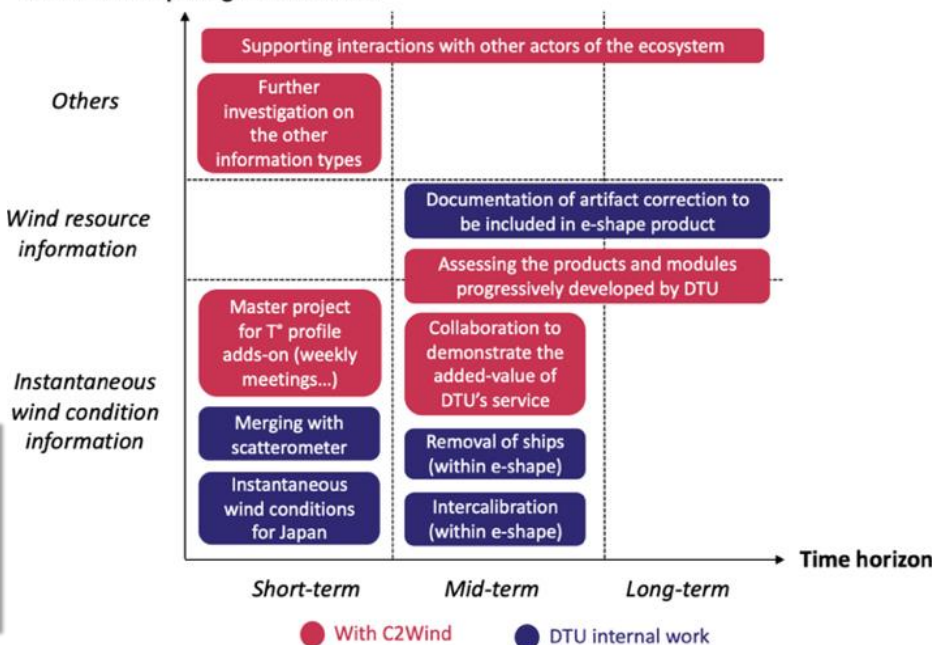 Supporting interactions with other actors of the ecosystem
Others
Further
investigation on
the other
information types
Wind resource
information
Documentation of artifact correction to
be included in e-shape product
Assessing the products and modules
progressively developed by DTU
Instantaneous
wind condition
information
Master project
for T° profile
adds-on (weekly
meetings...)
Collaboration to
demonstrate the
added-value of
DTU's service
Merging with
scatterometer
Removal of ships
(within e-shape)
Instantaneous
wind conditions
for Japan
Intercalibration
(within e-shape)
Time horizon
Short-term
Mid-term
Long-term
With C2Wind
DTU internal work